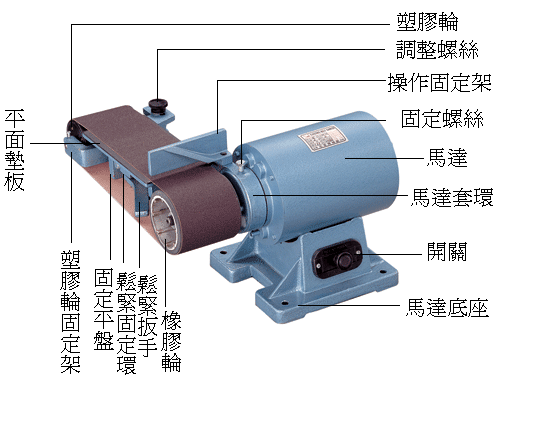 塑膠輪
調整螺絲
操作固定架
固定螺絲
馬達
馬達套環
開關
馬達底座
平面墊板
塑膠輪固定架
固定平盤
鬆緊固定環
鬆緊扳手
橡膠輪